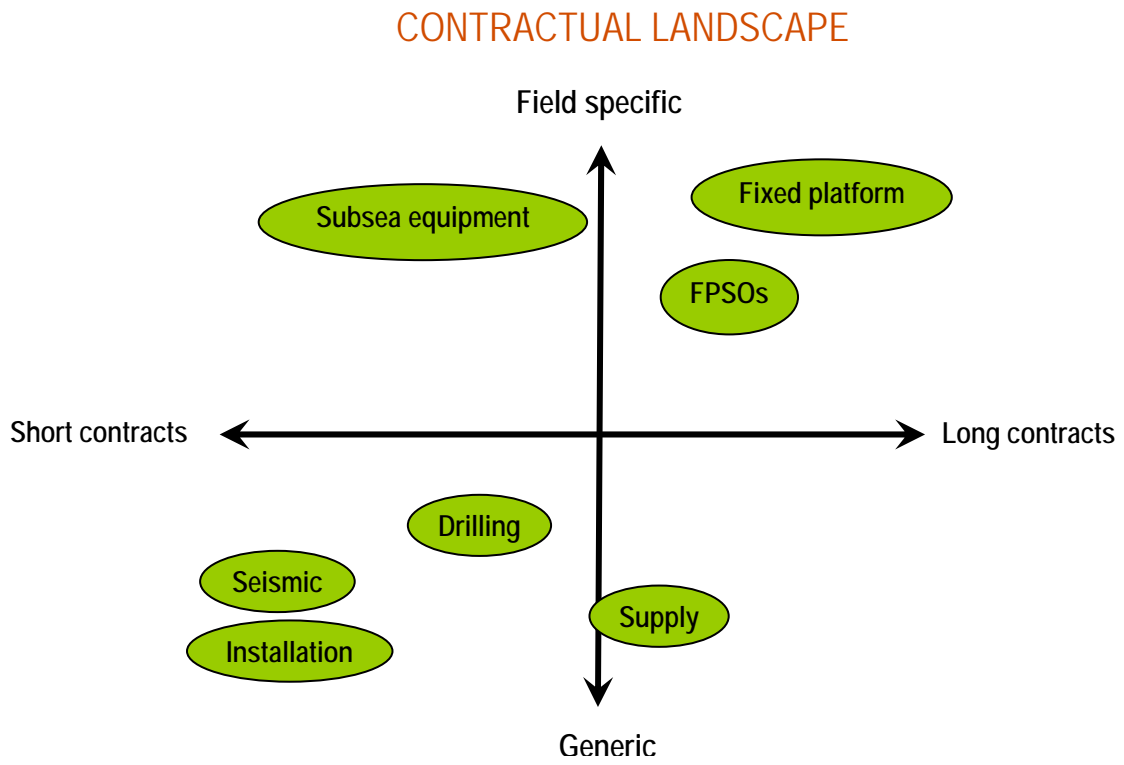 CONTRACTUAL LANDSCAPE
Field specific
Fixed platform
Subsea equipment
FPSOs
Short contracts
Long contracts
Drilling
Seismic
Supply
Installation
Generic